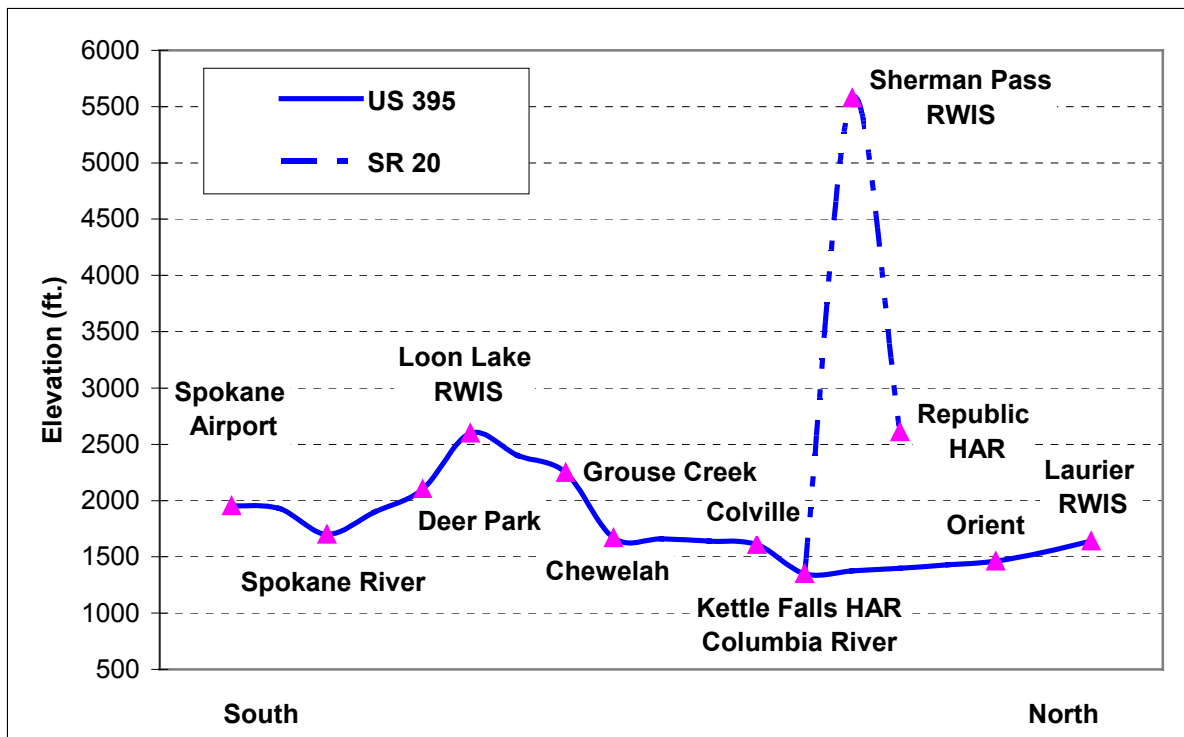 6000
5500
5000
4500
4000
3500
3000
2500
2000
1500
1000
500
Elevation (ft.)
US 395
SR 20
Sherman Pass
RWIS
Loon Lake
RWIS
Spokane
Airport
Republic
HAR
Laurier
RWIS
Grouse Creek
Deer Park
Colville
Orient
Spokane River
Chewelah
Kettle Falls HAR
Columbia River
South
North